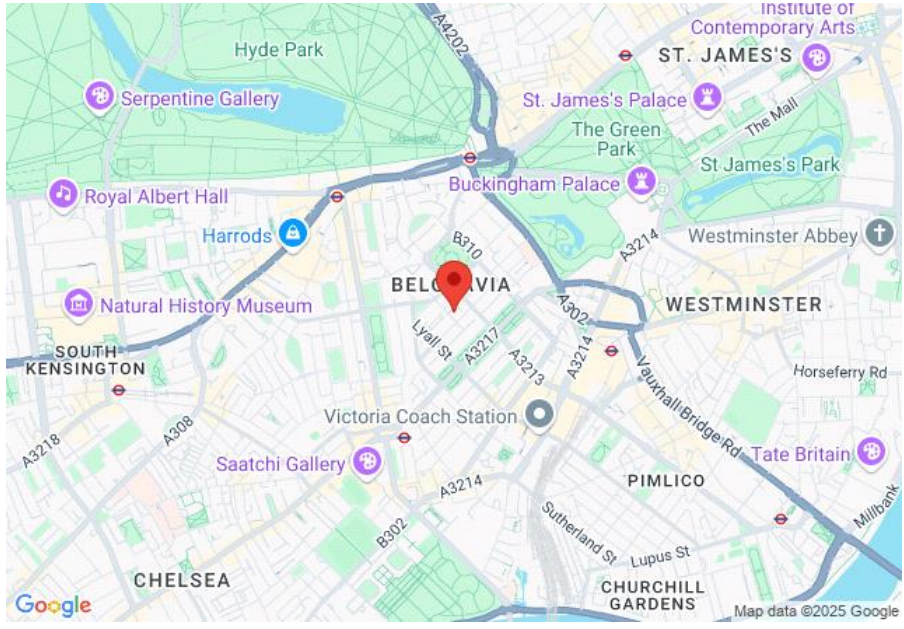 Institute of
Contemporary Arts
Hyde Park
A4202
ST. JAMES'S
Serpentine Gallery
St. James's Palace
The Mall
The Green
Park
St James's Park
Royal Albert Hall
Buckingham Palace
Harrods
B310
A3214
Westminster Abbey
BEL
VIA
Natural History Museum
A302
WESTMINSTER
Lyall St
A3217
SOUTH
KENSINGTON
A3213
A3214
Vauxhall Bridge Rd
Horseferry Rd
A308
Victoria Coach Station
A3218
Saatchi Gallery
Tate Britain
A3214
PIMLICO
Millbank
B302
Sutherland St
Lupus St
CHELSEA
CHURCHILL
GARDENS
Google
Map data ©2025 Google